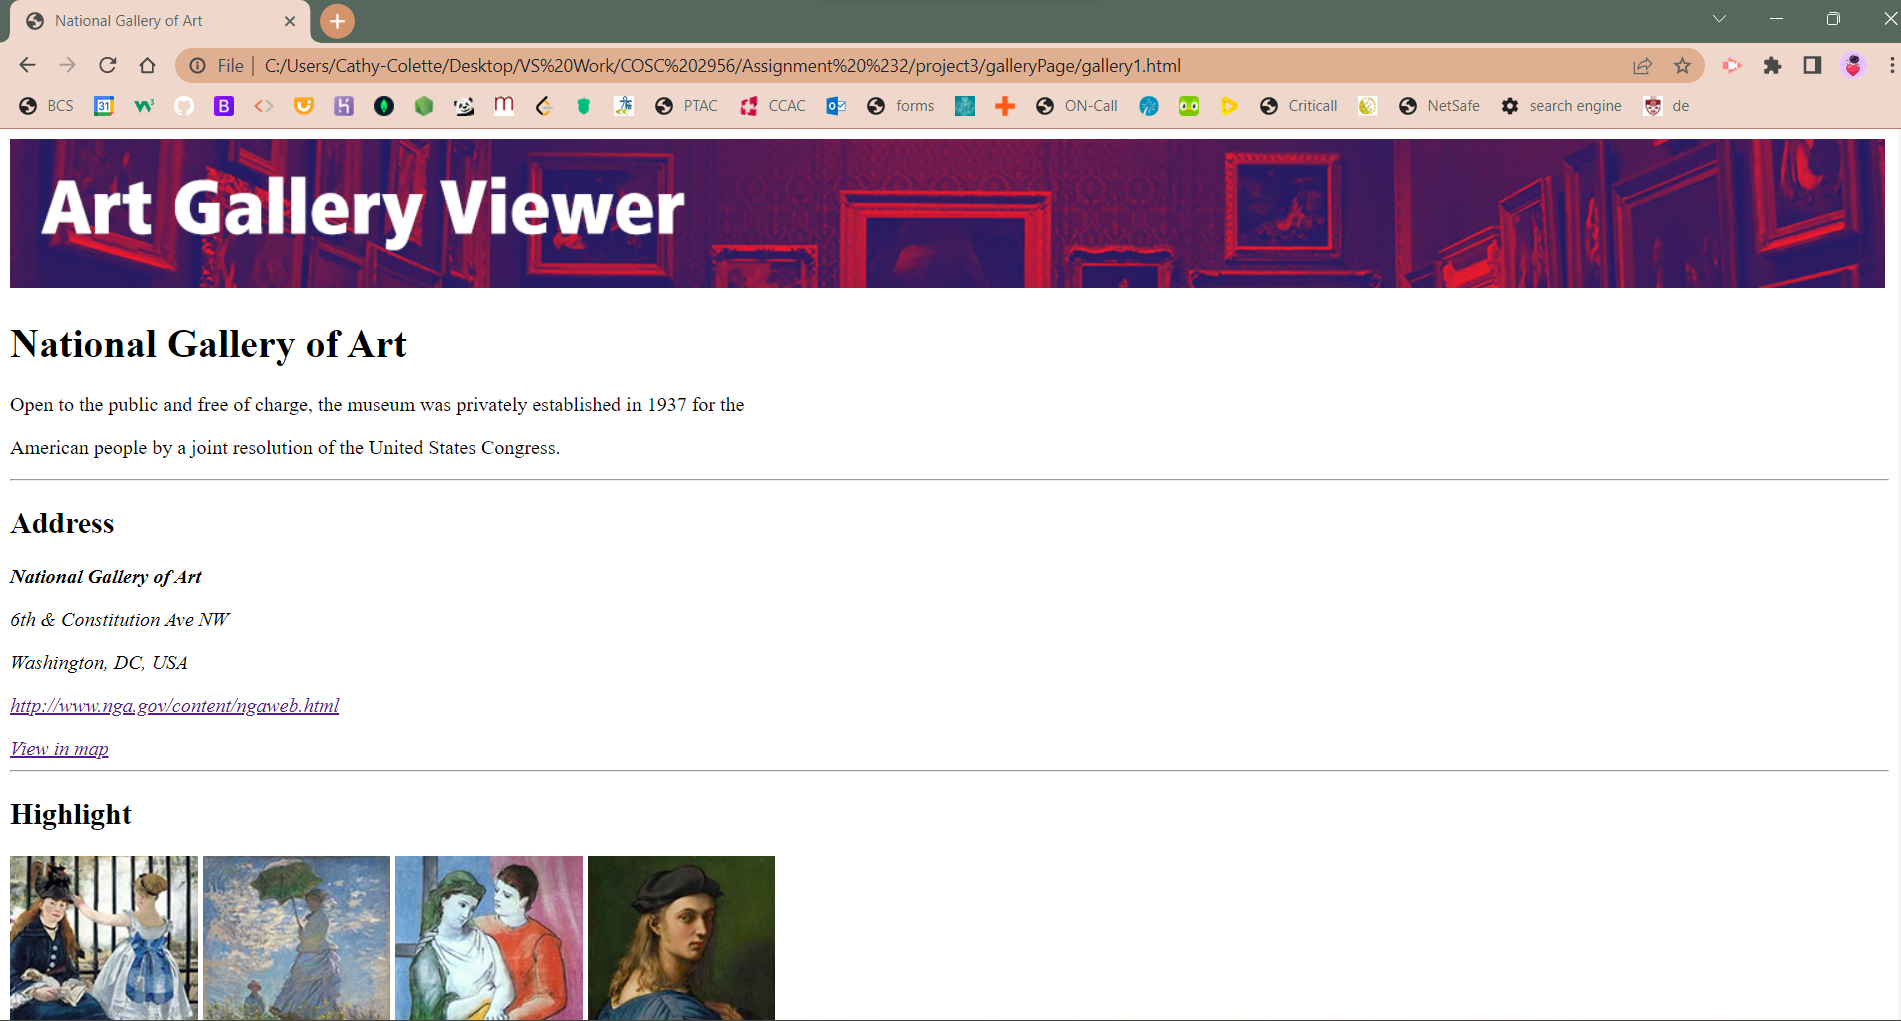 National Gallery of Art
File | C:/Users/Cathy-Colette/Desktop/VS%20Work/COSC%202956/Assignment%20%232/project3/galleryPage/gallery1.html
BCS 31 w3 B H m PTAC CCAC forms ON-Call Criticall NetSafe search engine de
Art Gallery Viewer
National Gallery of Art
Open to the public and free of charge, the museum was privately established in 1937 for the
American people by a joint resolution of the United States Congress.
Address
National Gallery of Art
6th & Constitution Ave NW
Washington, DC, USA
http://www.nga.gov/content/ngaweb.html
View in map
Highlight